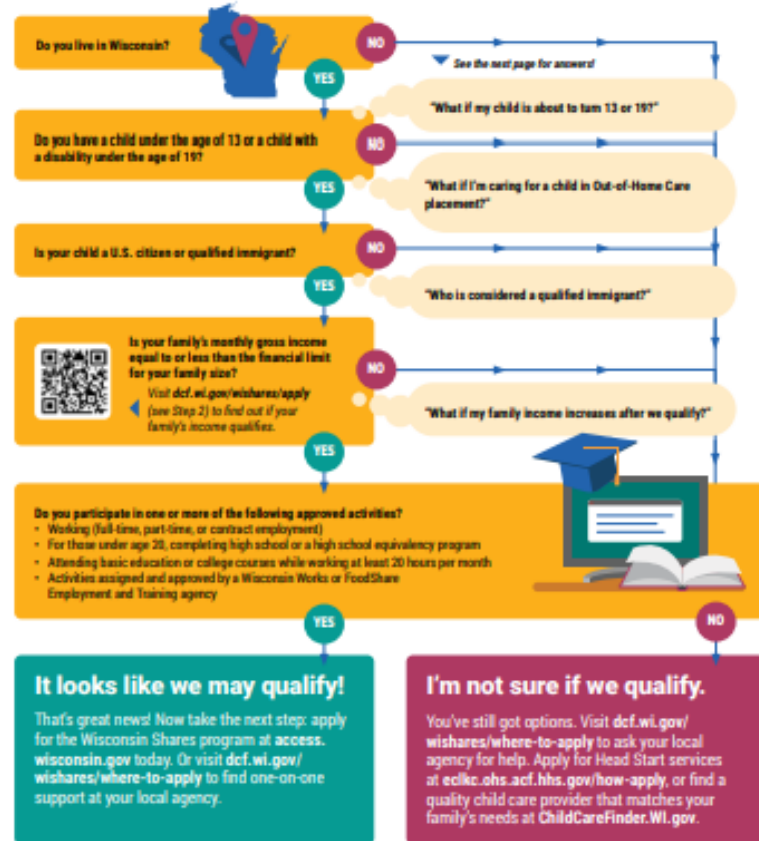 Do you live in Wisconsin?
NO
YES
See the next page for answers!
"What if my child is about to turn 13 or 19?"
Do you have a child under the age of 13 or a child with
a disability under the age of 19?
NO
YES
"What if I'm caring for a child in Out-of-Home Care
placement?"
Is your child a U.S. citizen or qualified immigrant?
NO
YES
"Who is considered a qualified immigrant?"
Is your family's monthly gross income
equal to or less than the financial limit
for your family size?
Visit dcf.wi.gov/wishares/apply
(see Step 2) to find out if your
family's income qualifies.
NO
YES
"What if my family income increases after we qualify?"
Do you participate in one or more of the following approved activities?
• Working (full-time, part-time, or contract employment)
• For those under age 20, completing high school or a high school equivalency program
• Attending basic education or college courses while working at least 20 hours per month
• Activities assigned and approved by a Wisconsin Works or FoodShare
Employment and Training agency
YES
NO
It looks like we may qualify!
That's great news! Now take the next step: apply
for the Wisconsin Shares program at access.
wisconsin.gov today. Or visit dcf.wi.gov/
wishares/where-to-apply to find one-on-one
support at your local agency.
I'm not sure if we qualify.
You've still got options. Visit dcf.wi.gov/
wishares/where-to-apply to ask your local
agency for help. Apply for Head Start services
at eclkc.ohs.acf.hhs.gov/how-apply, or find a
quality child care provider that matches your
family's needs at ChildCareFinder.WI.gov.